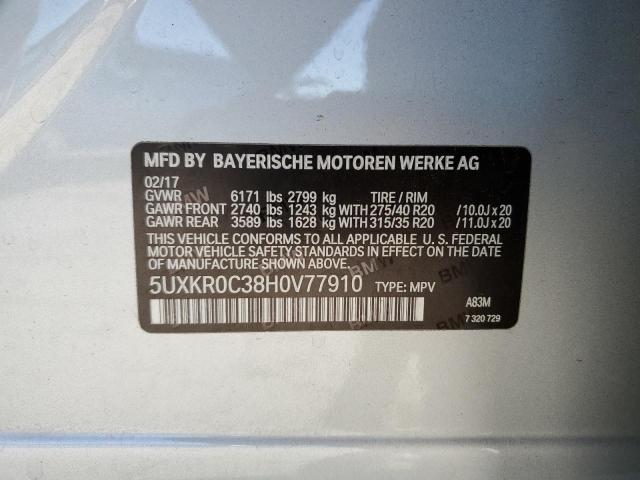 MFD BY BAYERISCHE MOTOREN WERKE AG
02/17
GVWR 6171 lbs 2799 kg TIRE / RIM
GAWR FRONT 2740 lbs 1243 kg WITH 275/40 R20 /10.0J x 20
GAWR REAR 3589 lbs 1628 kg WITH 315/35 R20 /11.0J x 20
THIS VEHICLE CONFORMS TO ALL APPLICABLE U. S. FEDERAL
MOTOR VEHICLE SAFETY STANDARDS IN EFFECT ON THE DATE
OF MANUFACTURE SHOWN ABOVE.
5UXKR0C38H0V77910 TYPE: MPV
A83M
7 320 729